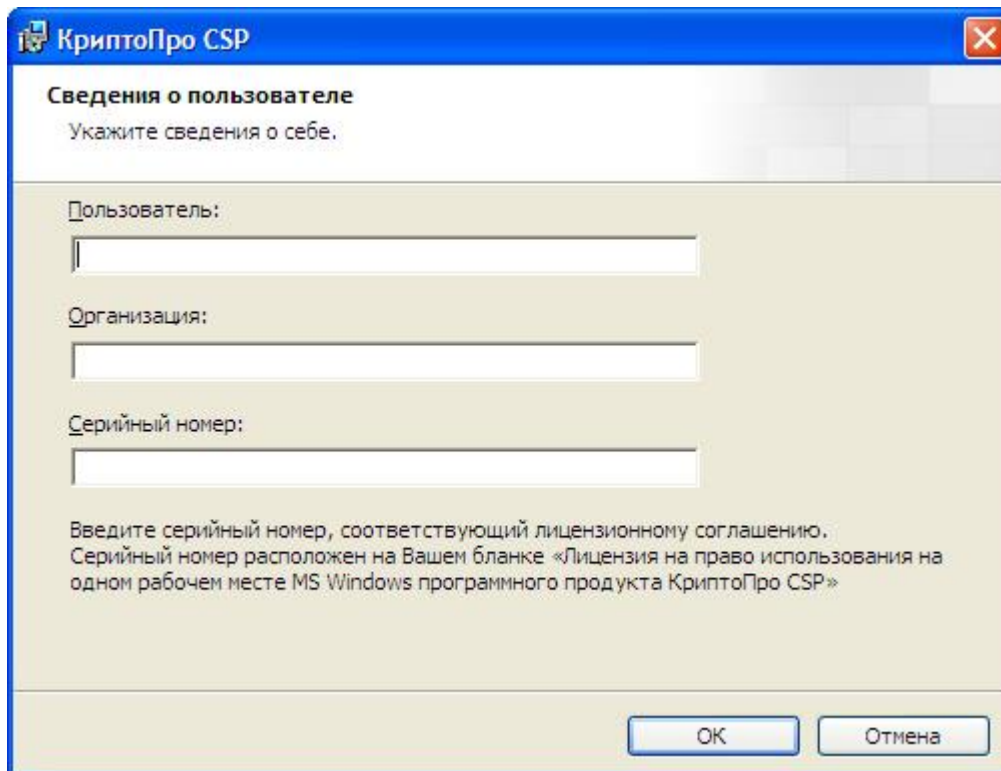 КриптоПро CSP
Сведения о пользователе
Укажите сведения о себе.
Пользователь:
Организация:
Серийный номер:
Введите серийный номер, соответствующий лицензионному соглашению.
Серийный номер расположен на Вашем бланке «Лицензия на право использования на
одном рабочем месте MS Windows программного продукта КриптоПро CSP»
OK
Отмена